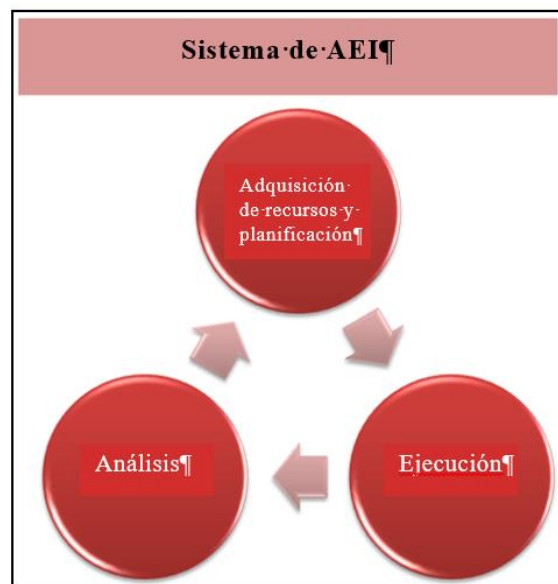 Sistema·de·AEI¶
Adquisición·
de·recursos·y·
planificación¶
Análisis¶
Ejecución¶